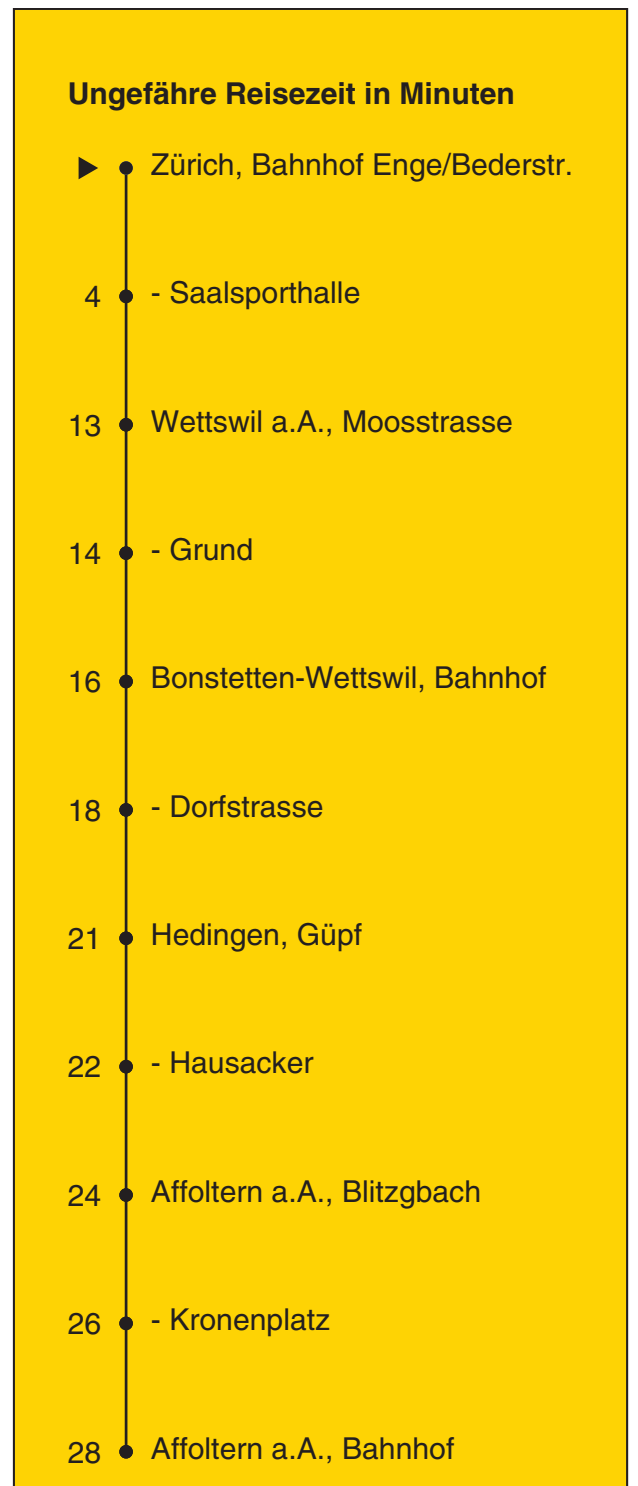 Ungefähre Reisezeit in Minuten
Zürich, Bahnhof Enge/Bederstr.
4 - Saalsporthalle
13 Wettswil a.A., Moosstrasse
14 - Grund
16 Bonstetten-Wettswil, Bahnhof
18 - Dorfstrasse
21 Hedingen, Güpf
22 - Hausacker
24 Affoltern a.A., Blitzgbach
26 - Kronenplatz
28 Affoltern a.A., Bahnhof